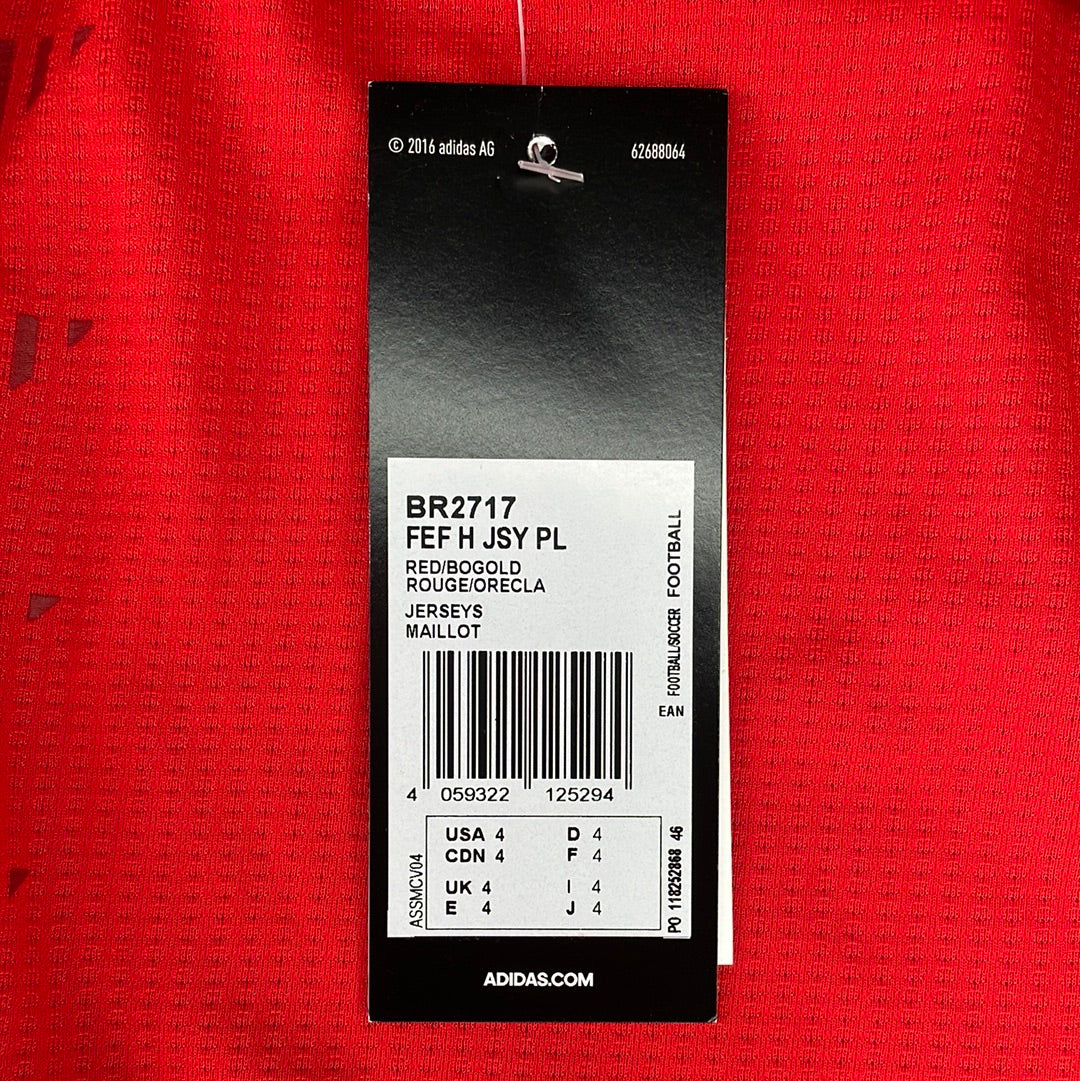 © 2016 adidas AG
62688064
BR2717
FEF H JSY PL
RED/BOGOLD
ROUGE/ORECLA
JERSEYS
MAILLOT
FOOTBALL/SOCCER FOOTBALL
EAN
4 059322 125294
USA 4 D 4
CDN 4 F 4
UK 4 I 4
E 4 J 4
ASSMCV04
PO 118252868 46
ADIDAS.COM